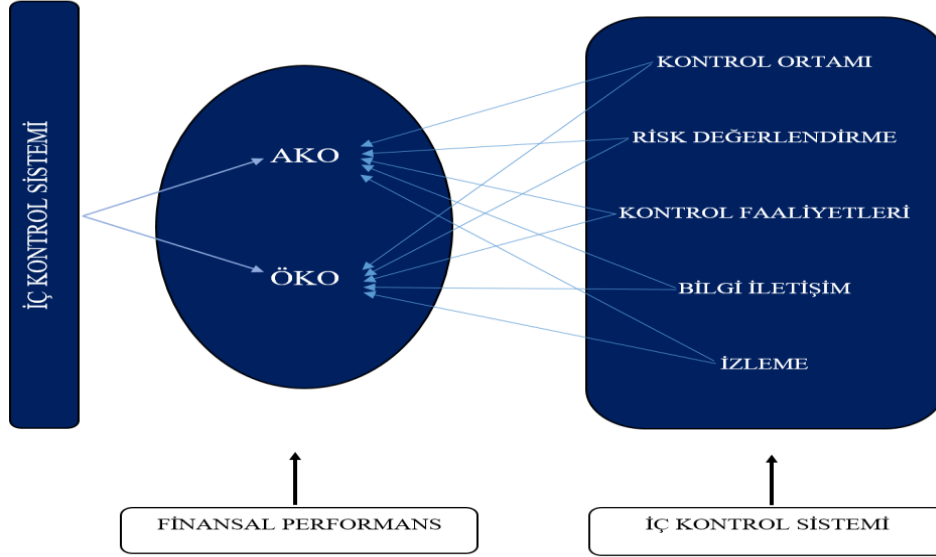 İÇ KONTROL SİSTEMİ
AKO
ÖKO
KONTROL ORTAMI
RİSK DEĞERLENDİRME
KONTROL FAALİYETLERİ
BİLGİ İLETİŞİM
İZLEME
FİNANSAL PERFORMANS
İÇ KONTROL SİSTEMİ